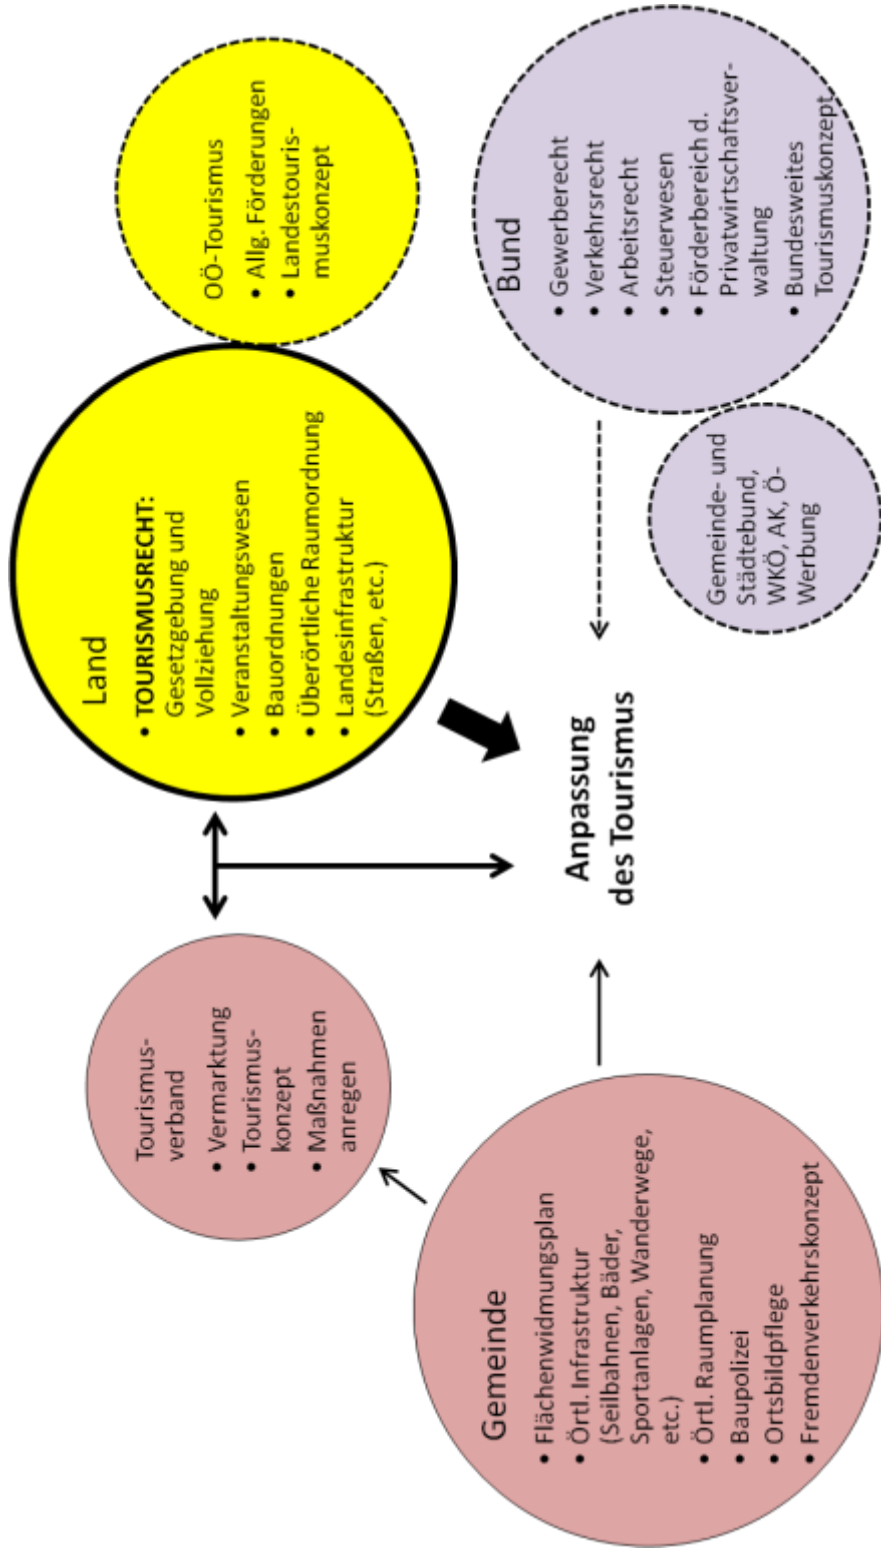 Gemeinde
• Flächenwidmungsplan
• Örtl. Infrastruktur
(Seilbahnen, Bäder,
Sportanlagen, Wanderwege,
etc.)
• Örtl. Raumplanung
• Baupolizei
• Ortsbildpflege
• Fremdenverkehrskonzept
Tourismus-
verband
• Vermarktung
• Tourismus-
konzept
• Maßnahmen
anregen
Land
• TOURISMUSRECHT:
Gesetzgebung und
Vollziehung
• Veranstaltungswesen
• Bauordnungen
• Überörtliche Raumordnung
• Landesinfrastruktur
(Straßen, etc.)
OÖ-Tourismus
• Allg. Förderungen
• Landestouris-
muskonzept
Anpassung
des Tourismus
Bund
• Gewerberecht
• Verkehrsrecht
• Arbeitsrecht
• Steuerwesen
• Förderbereich d.
Privatwirtschaftsver-
waltung
• Bundesweites
Tourismuskonzept
Gemeinde- und
Städtebund,
WKÖ, AK, Ö-
Werbung